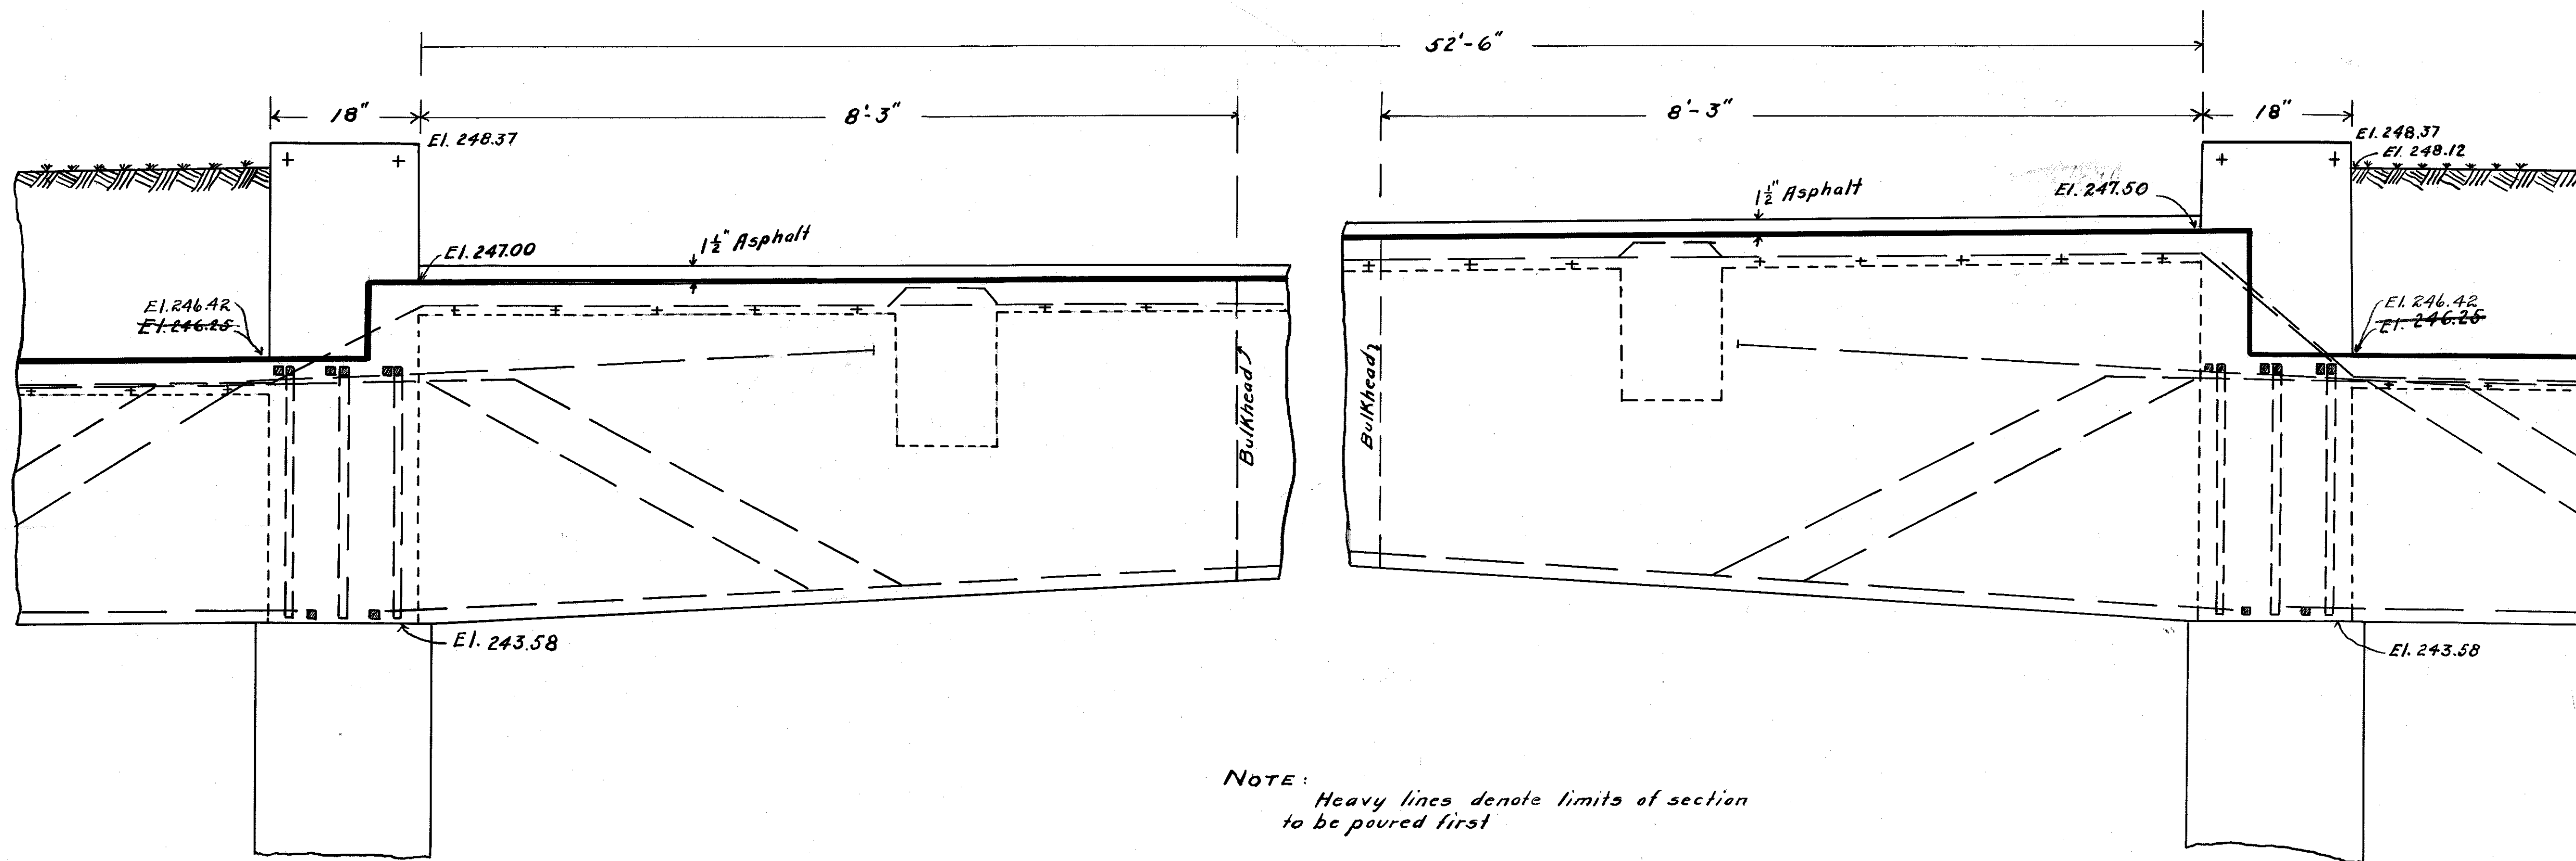 52'-6"
18"
8'-3"
8'-3"
18"
El. 248.37
El. 248.37
El. 248.12
1½" Asphalt
El. 247.50
El. 247.00
1½" Asphalt
El. 246.42
El. 246.25
El. 246.42
El. 246.25
Bulkhead
Bulkhead
El. 243.58
El. 243.58
NOTE:
Heavy lines denote limits of section
to be poured first